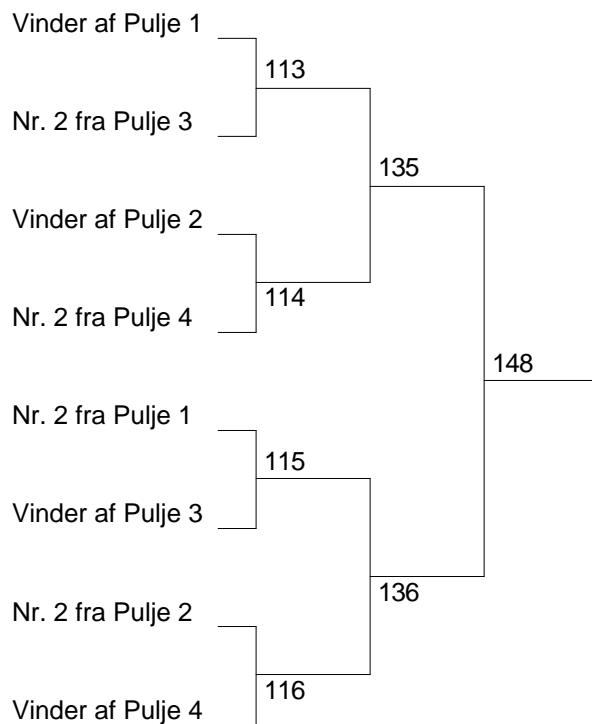 Vinder af Pulje 1
113
Nr. 2 fra Pulje 3
135
Vinder af Pulje 2
114
Nr. 2 fra Pulje 4
148
Nr. 2 fra Pulje 1
115
Vinder af Pulje 3
136
Nr. 2 fra Pulje 2
116
Vinder af Pulje 4